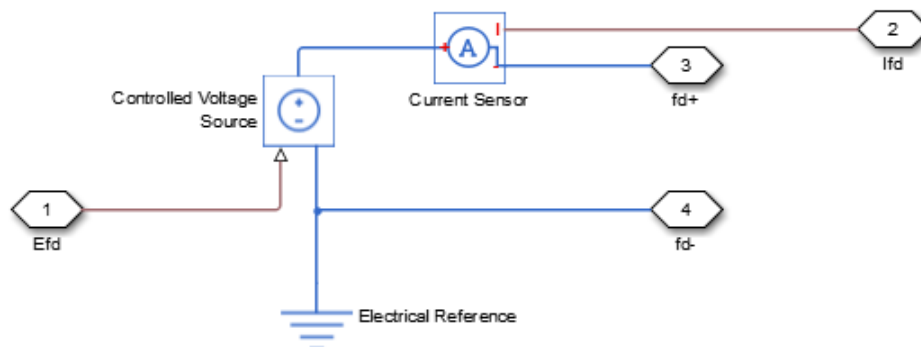 2
Ifd
A
I
3
fd+
Current Sensor
Controlled Voltage
Source
1
Efd
4
fd-
Electrical Reference